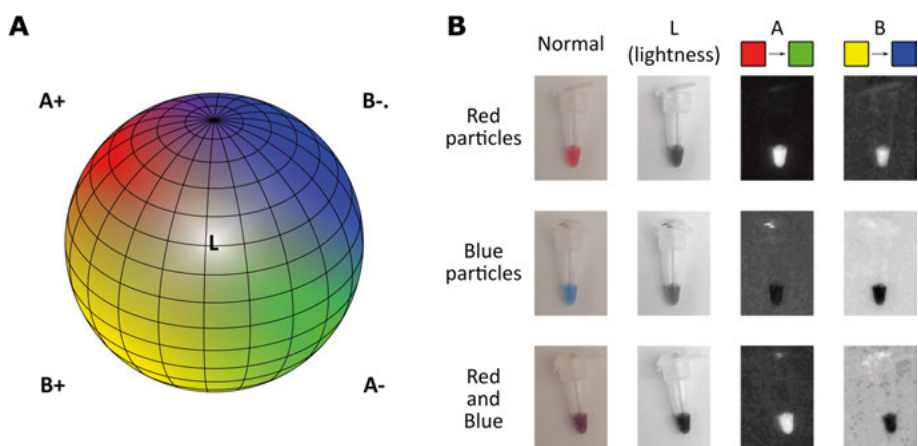 A
A+
B-.
L
B+
A-
B
Normal
L
(lightness)
A
B
Red
particles
Blue
particles
Red
and
Blue